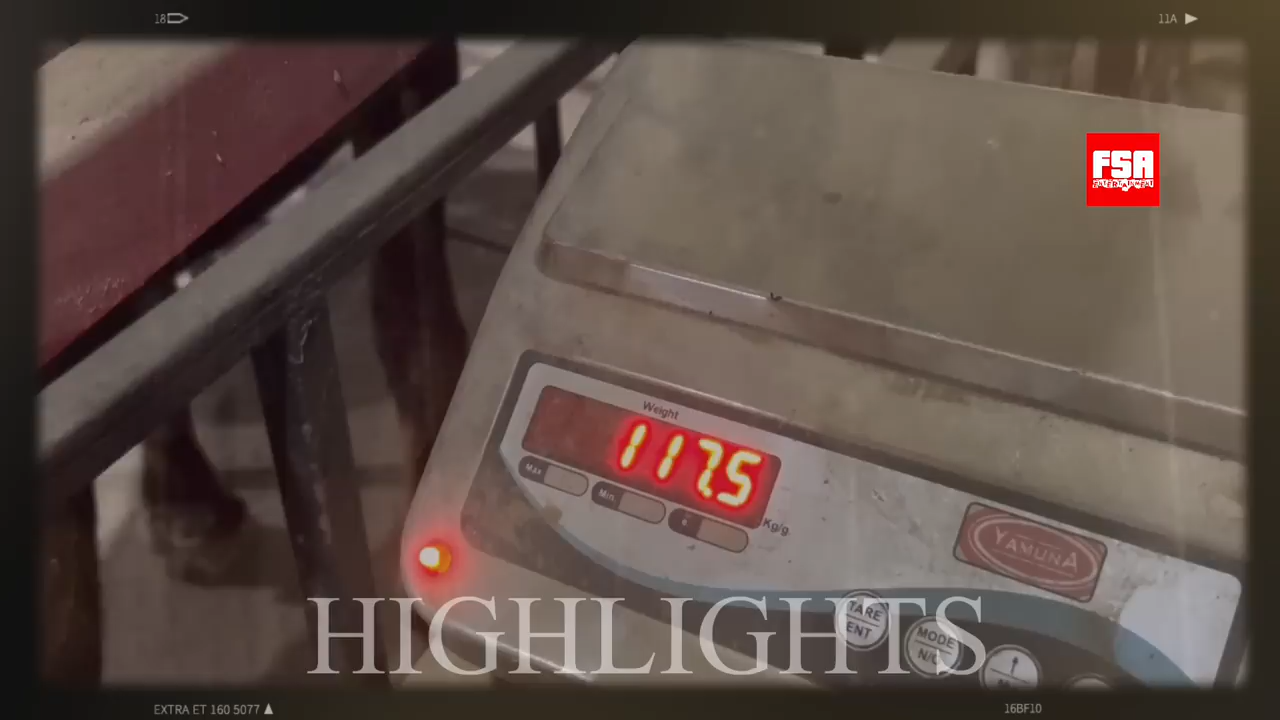 18
11A
FSA
ENTERTAINMENT
Weight
117.5
Max
Min
e
Kg/g
YAMUNA
TARE
ENT
MODE
HIGHLIGHTS
EXTRA ET 160 5077
16BF10